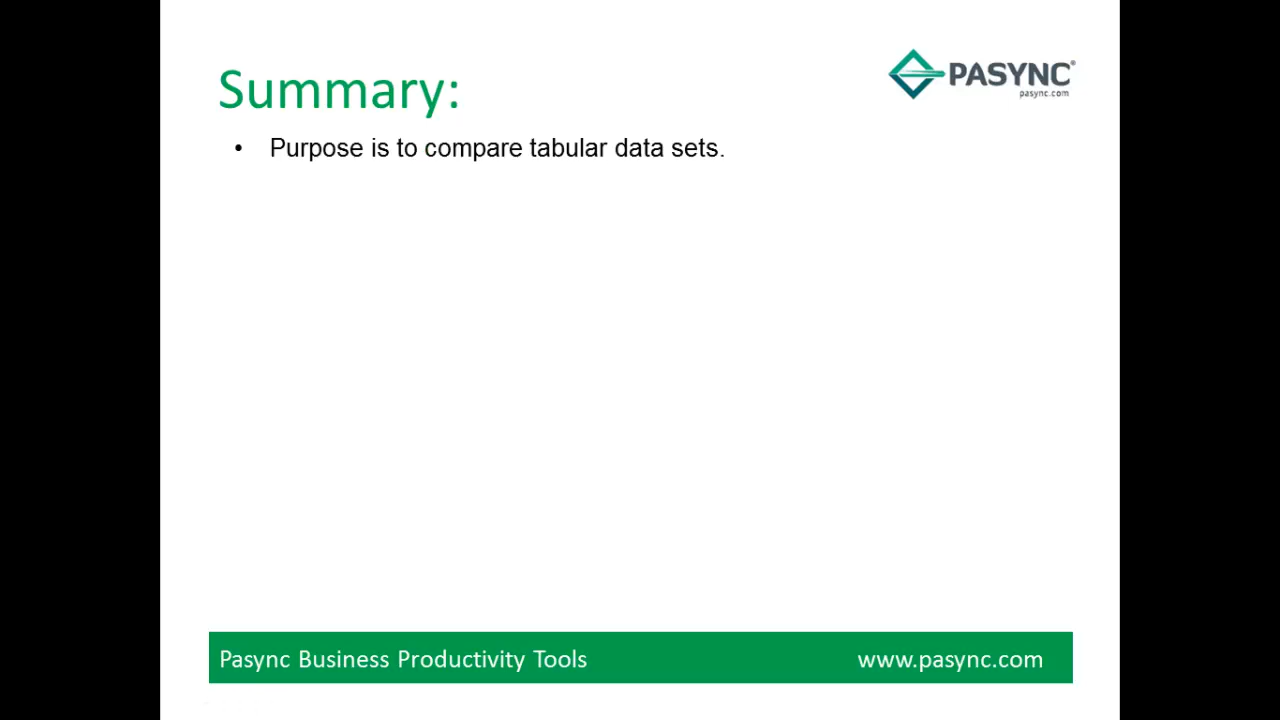 Summary:
PASYNC®
pasync.com
• Purpose is to compare tabular data sets.
Pasync Business Productivity Tools
www.pasync.com